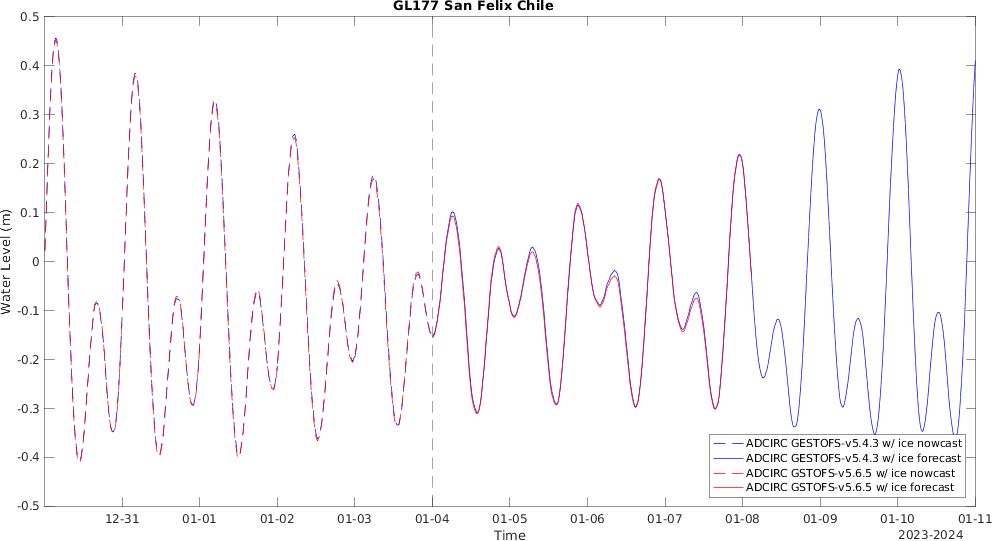 GL177 San Felix Chile
0.5
0.4
0.3
0.2
0.1
0
-0.1
-0.2
-0.3
-0.4
-0.5
Water Level (m)
ADCIRC GESTOFS-v5.4.3 w/ ice nowcast
ADCIRC GESTOFS-v5.4.3 w/ ice forecast
ADCIRC GSTOFS-v5.6.5 w/ ice nowcast
ADCIRC GSTOFS-v5.6.5 w/ ice forecast
12-31 01-01 01-02 01-03 01-04 01-05 01-06 01-07 01-08 01-09 01-10 01-11
Time
2023-2024